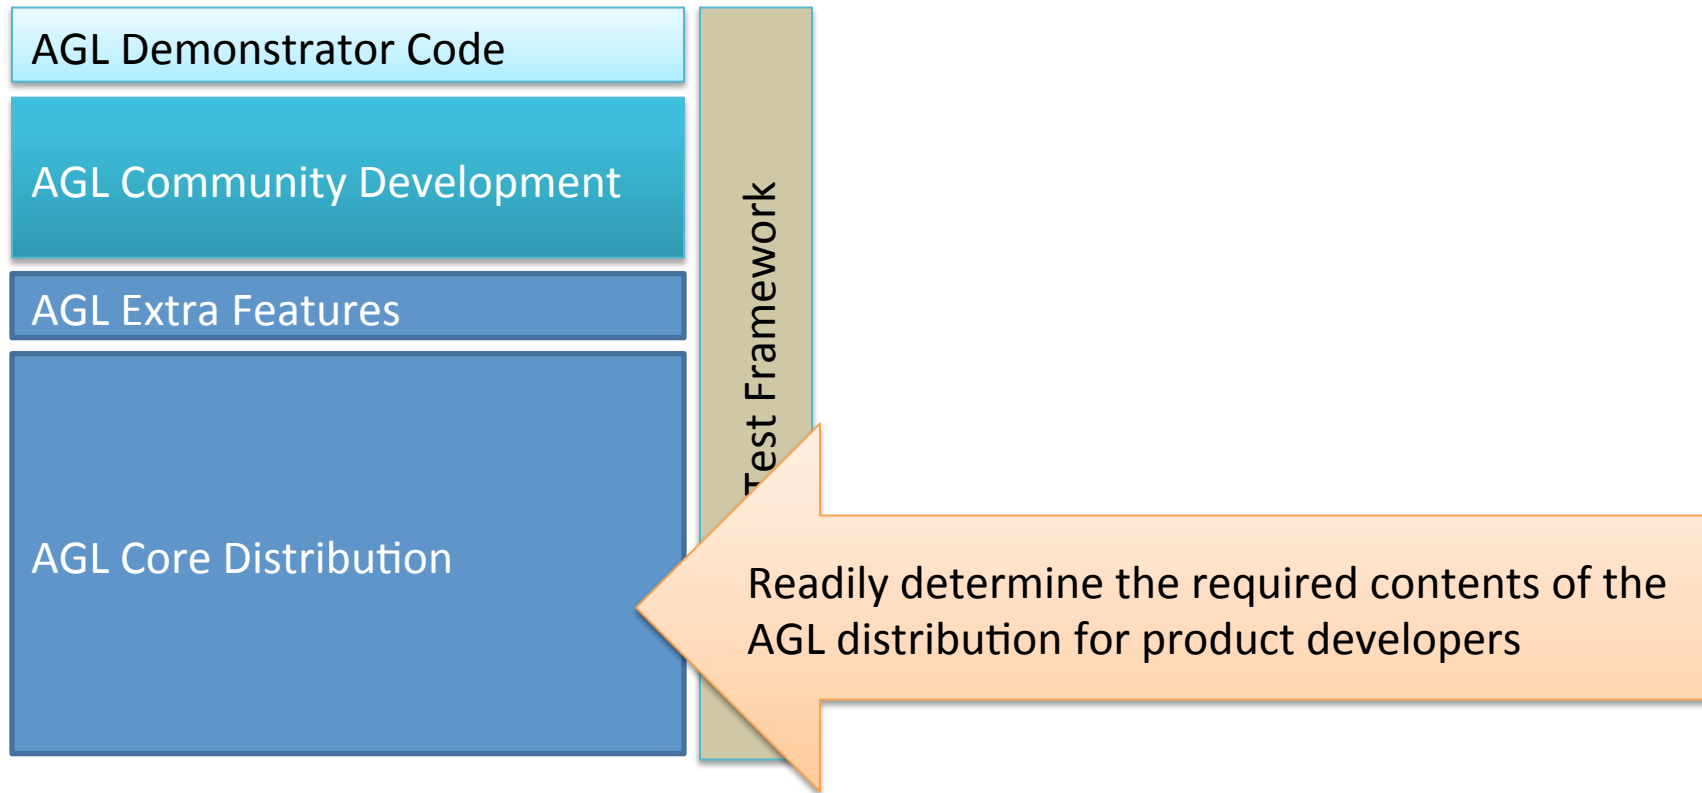 AGL Demonstrator Code
AGL Community Development
AGL Extra Features
AGL Core Distribution
Test Framework
Readily determine the required contents of the
AGL distribution for product developers